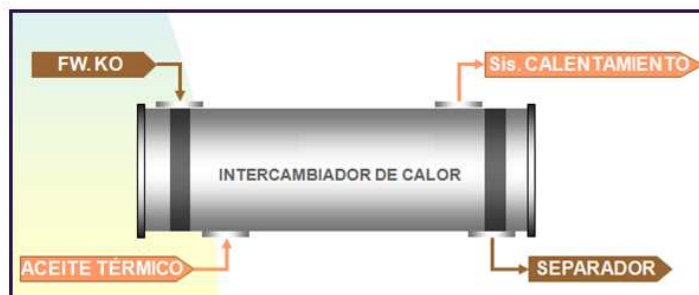 FW. KO
Sis. CALENTAMIENTO
INTERCAMBIADOR DE CALOR
ACEITE TÉRMICO
SEPARADOR